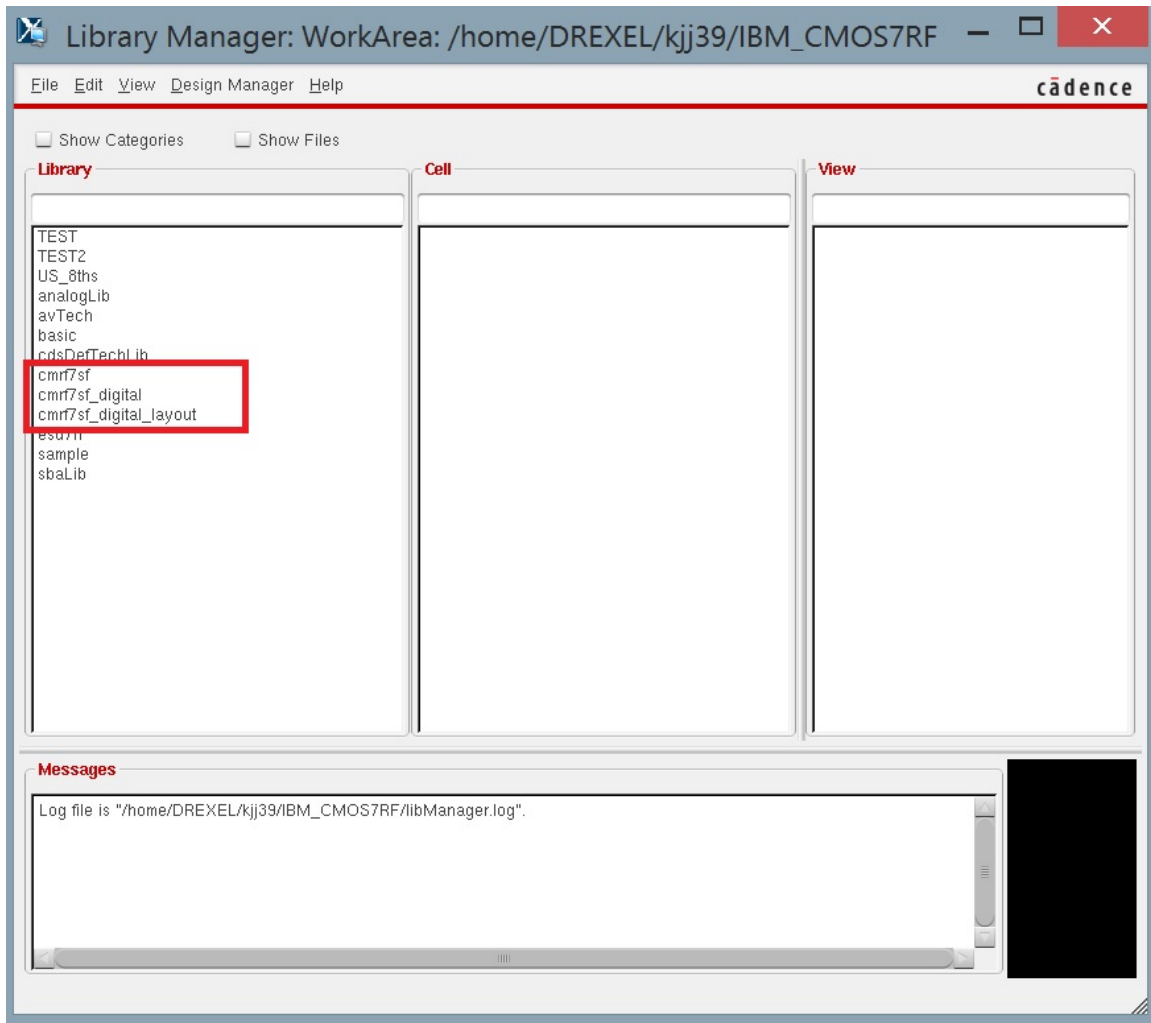 Library Manager: WorkArea: /home/DREXEL/kjj39/IBM_CMOS7RF
File Edit View Design Manager Help
cādence
Show Categories Show Files
Library
Cell
View
TEST
TEST2
US_8ths
analogLib
avTech
basic
cdsDefTechLib
cmrf7sf
cmrf7sf_digital
cmrf7sf_digital_layout
sample
sbaLib
Messages
Log file is "/home/DREXEL/kjj39/IBM_CMOS7RF/libManager.log".